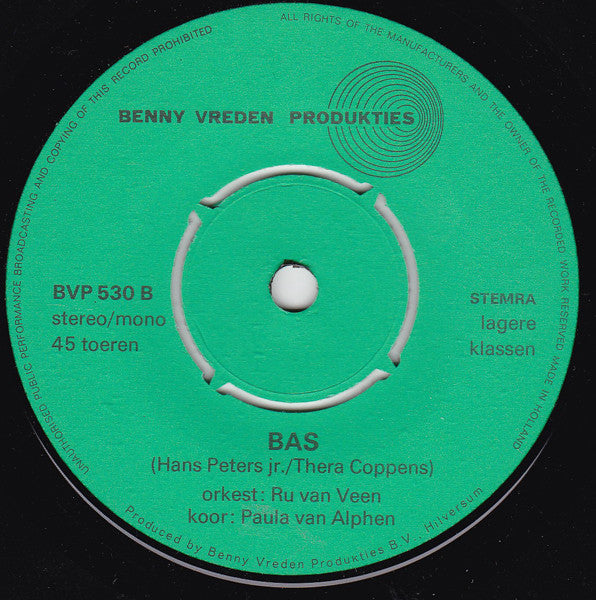 UNAUTHORISED PUBLIC PERFORMANCE BROADCASTING AND COPYING OF THIS RECORD PROHIBITED
ALL RIGHTS OF THE MANUFACTURERS AND THE OWNER OF THE RECORDED WORK RESERVED MADE IN HOLLAND
BENNY VREDEN PRODUKTIES
BVP 530 B
stereo/mono
45 toeren
STEMRA
lagere
klassen
BAS
(Hans Peters jr./Thera Coppens)
orkest: Ru van Veen
koor: Paula van Alphen
Produced by Benny Vreden Produkties B.V. Hilversum